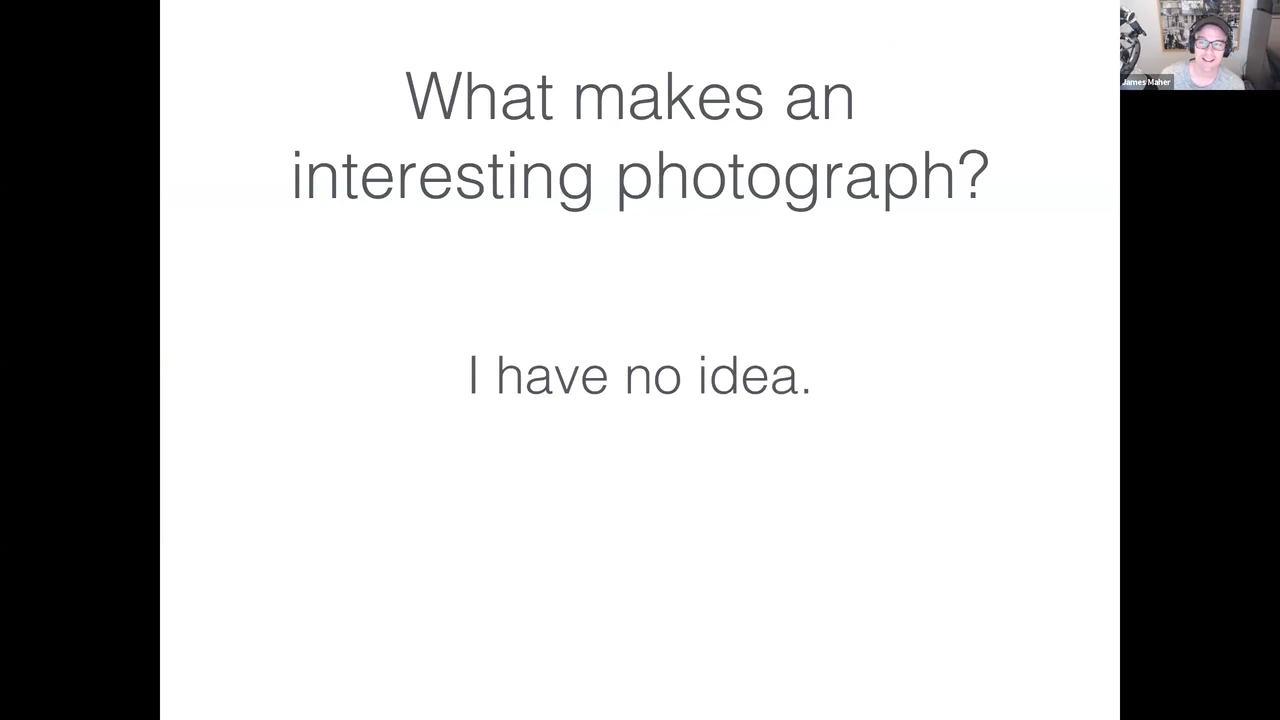 What makes an
interesting photograph?
I have no idea.
James Maher